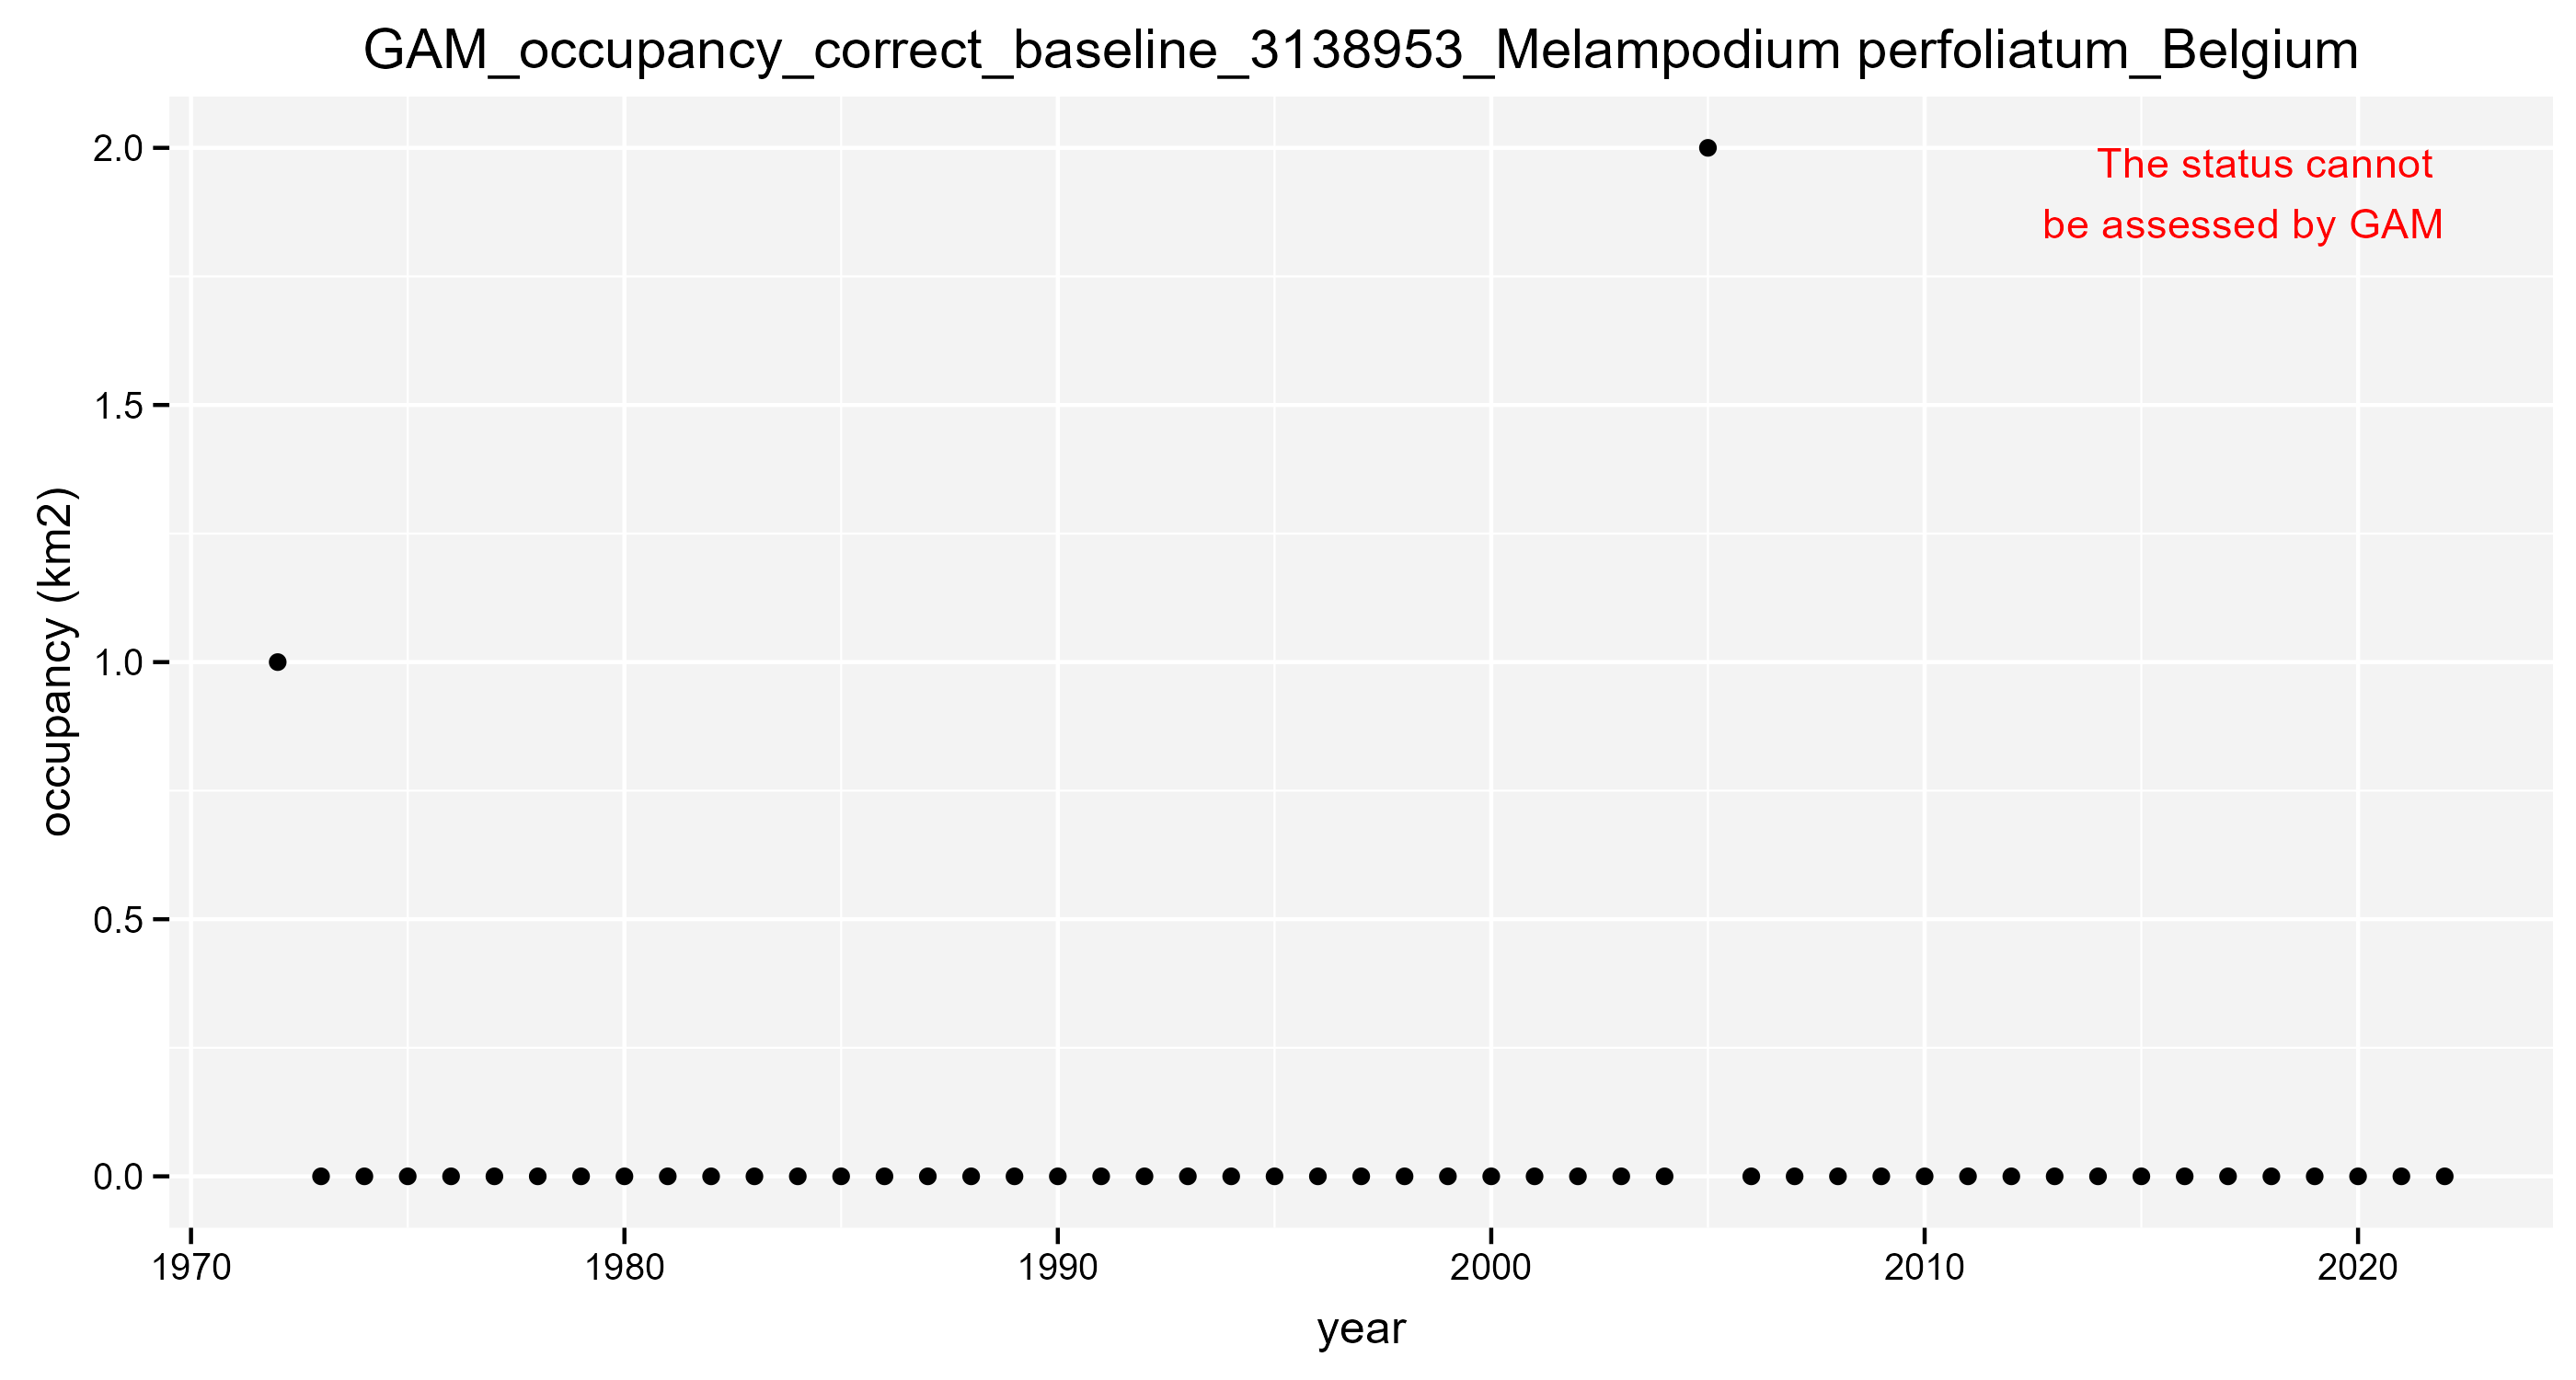 GAM_occupancy_correct_baseline_3138953_Melampodium perfoliatum_Belgium
The status cannot
be assessed by GAM
occupancy (km2)
2.0
1.5
1.0
0.5
0.0
1970 1980 1990 2000 2010 2020
year